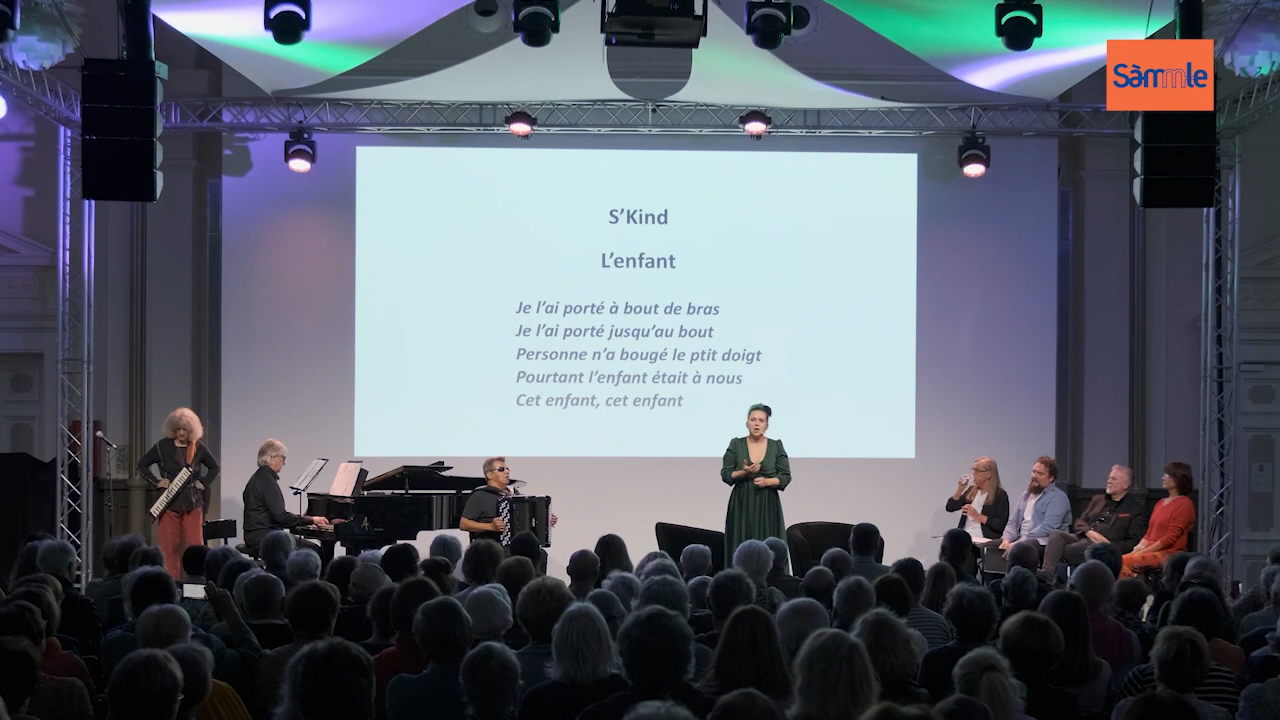 Sàmmle
S’Kind
L’enfant
Je l’ai porté à bout de bras
Je l’ai porté jusqu’au bout
Personne n’a bougé le ptit doigt
Pourtant l’enfant était à nous
Cet enfant, cet enfant